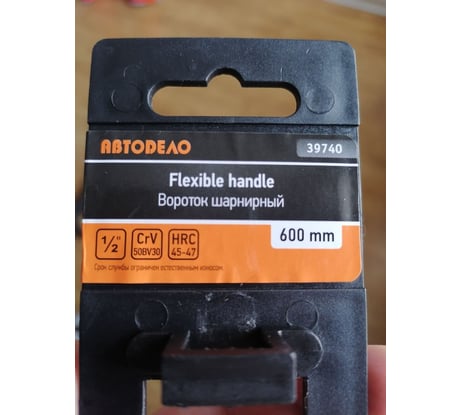 АВТОDЕЛО
39740
Flexible handle
Вороток шарнирный
600 mm
1/2"
CrV
50BV30
HRC
45-47
Срок службы ограничен естественным износом.